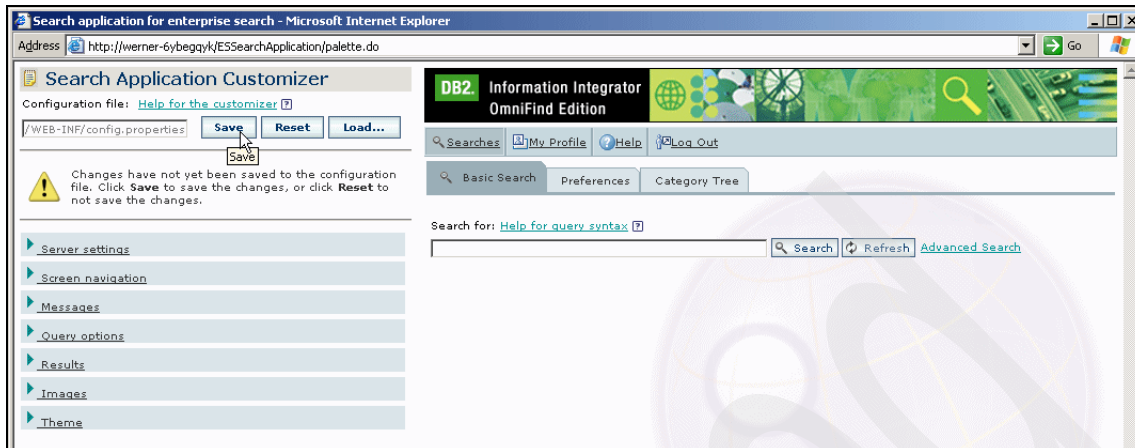 Search application for enterprise search - Microsoft Internet Explorer
Address http://werner-6ybegqyk/ESSearchApplication/palette.do Go
Search Application Customizer
Configuration file: Help for the customizer ?
/WEB-INF/config.properties Save Reset Load...
Save
Changes have not yet been saved to the configuration
file. Click Save to save the changes, or click Reset to
not save the changes.
Server settings
Screen navigation
Messages
Query options
Results
Images
Theme
DB2. Information Integrator
OmniFind Edition
Searches My Profile Help Log Out
Basic Search Preferences Category Tree
Search for: Help for query syntax ?
Search Refresh Advanced Search